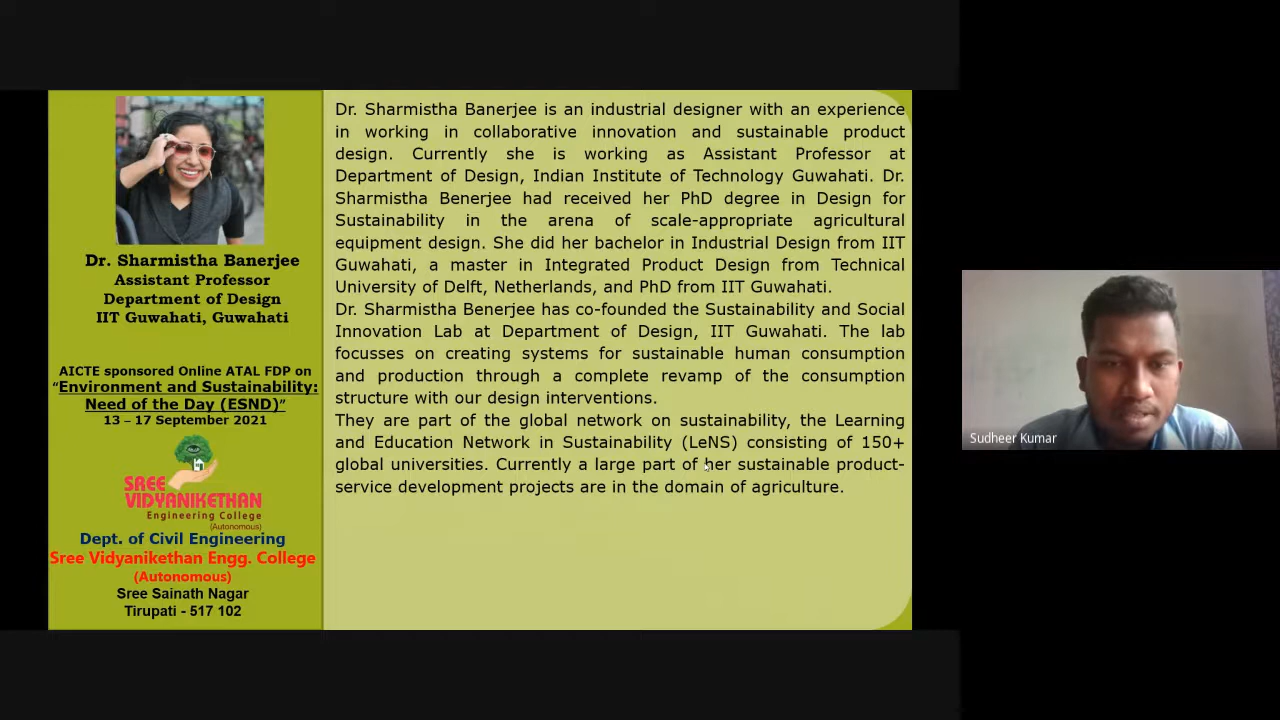 Dr. Sharmistha Banerjee
Assistant Professor
Department of Design
IIT Guwahati, Guwahati
AICTE sponsored Online ATAL FDP on
“Environment and Sustainability:
Need of the Day (ESND)”
13 – 17 September 2021
SREE
VIDYANIKETHAN
Engineering College
(Autonomous)
Dept. of Civil Engineering
Sree Vidyanikethan Engg. College
(Autonomous)
Sree Sainath Nagar
Tirupati - 517 102
Dr. Sharmistha Banerjee is an industrial designer with an experience
in working in collaborative innovation and sustainable product
design. Currently she is working as Assistant Professor at
Department of Design, Indian Institute of Technology Guwahati. Dr.
Sharmistha Benerjee had received her PhD degree in Design for
Sustainability in the arena of scale-appropriate agricultural
equipment design. She did her bachelor in Industrial Design from IIT
Guwahati, a master in Integrated Product Design from Technical
University of Delft, Netherlands, and PhD from IIT Guwahati.
Dr. Sharmistha Benerjee has co-founded the Sustainability and Social
Innovation Lab at Department of Design, IIT Guwahati. The lab
focusses on creating systems for sustainable human consumption
and production through a complete revamp of the consumption
structure with our design interventions.
They are part of the global network on sustainability, the Learning
and Education Network in Sustainability (LeNS) consisting of 150+
global universities. Currently a large part of her sustainable product-
service development projects are in the domain of agriculture.
Sudheer Kumar